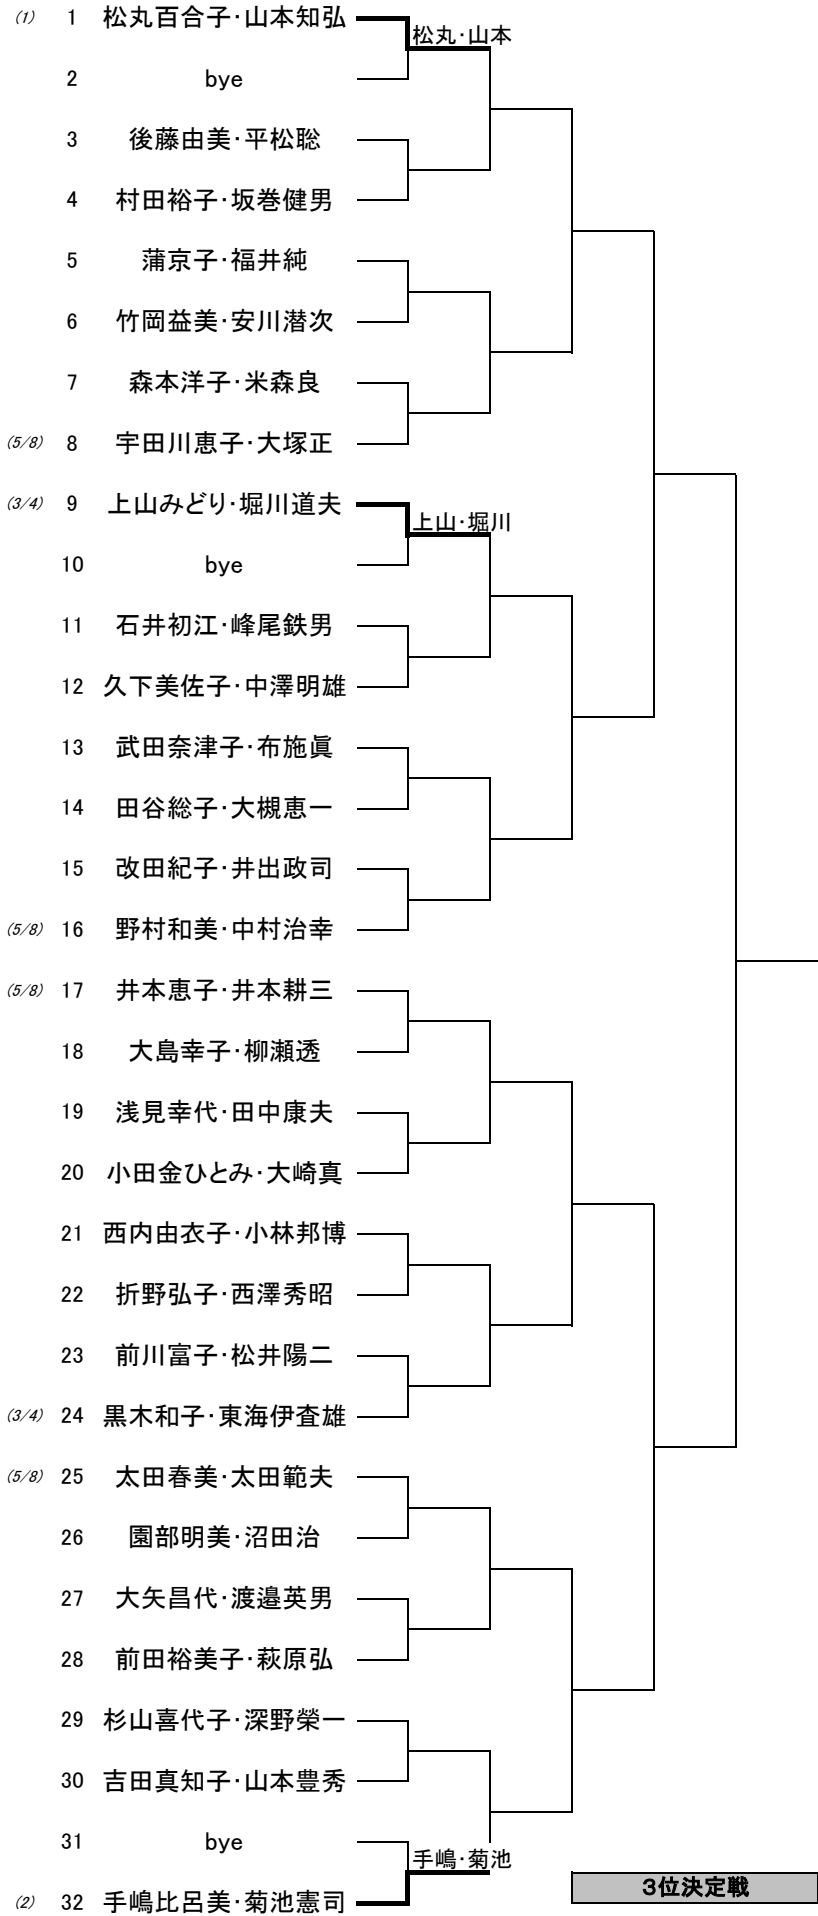 (1) 1 松丸百合子・山本知弘
松丸・山本
2 bye
3 後藤由美・平松聡
4 村田裕子・坂巻健男
5 蒲京子・福井純
6 竹岡益美・安川潜次
7 森本洋子・米森良
(5/8) 8 宇田川恵子・大塚正
(3/4) 9 上山みどり・堀川道夫
上山・堀川
10 bye
11 石井初江・峰尾鉄男
12 久下美佐子・中澤明雄
13 武田奈津子・布施眞
14 田谷総子・大槻恵一
15 改田紀子・井出政司
(5/8) 16 野村和美・中村治幸
(5/8) 17 井本恵子・井本耕三
18 大島幸子・柳瀬透
19 浅見幸代・田中康夫
20 小田金ひとみ・大崎真
21 西内由衣子・小林邦博
22 折野弘子・西澤秀昭
23 前川富子・松井陽二
(3/4) 24 黒木和子・東海伊査雄
(5/8) 25 太田春美・太田範夫
26 園部明美・沼田治
27 大矢昌代・渡邉英男
28 前田裕美子・萩原弘
29 杉山喜代子・深野榮一
30 吉田真知子・山本豊秀
31 bye
手嶋・菊池
(2) 32 手嶋比呂美・菊池憲司
3位決定戦